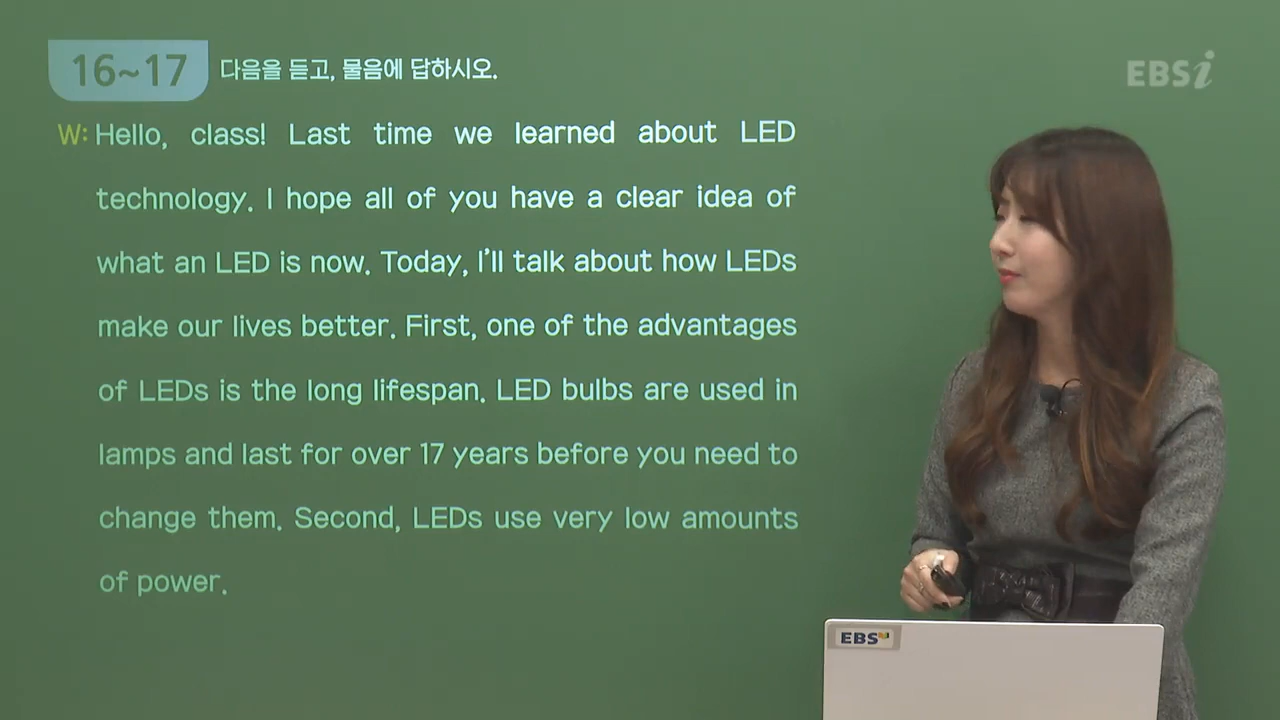 16~17 다음을 듣고, 물음에 답하시오.
EBSi
W: Hello, class! Last time we learned about LED
technology. I hope all of you have a clear idea of
what an LED is now. Today, I'll talk about how LEDs
make our lives better. First, one of the advantages
of LEDs is the long lifespan. LED bulbs are used in
lamps and last for over 17 years before you need to
change them. Second, LEDs use very low amounts
of power.
EBS